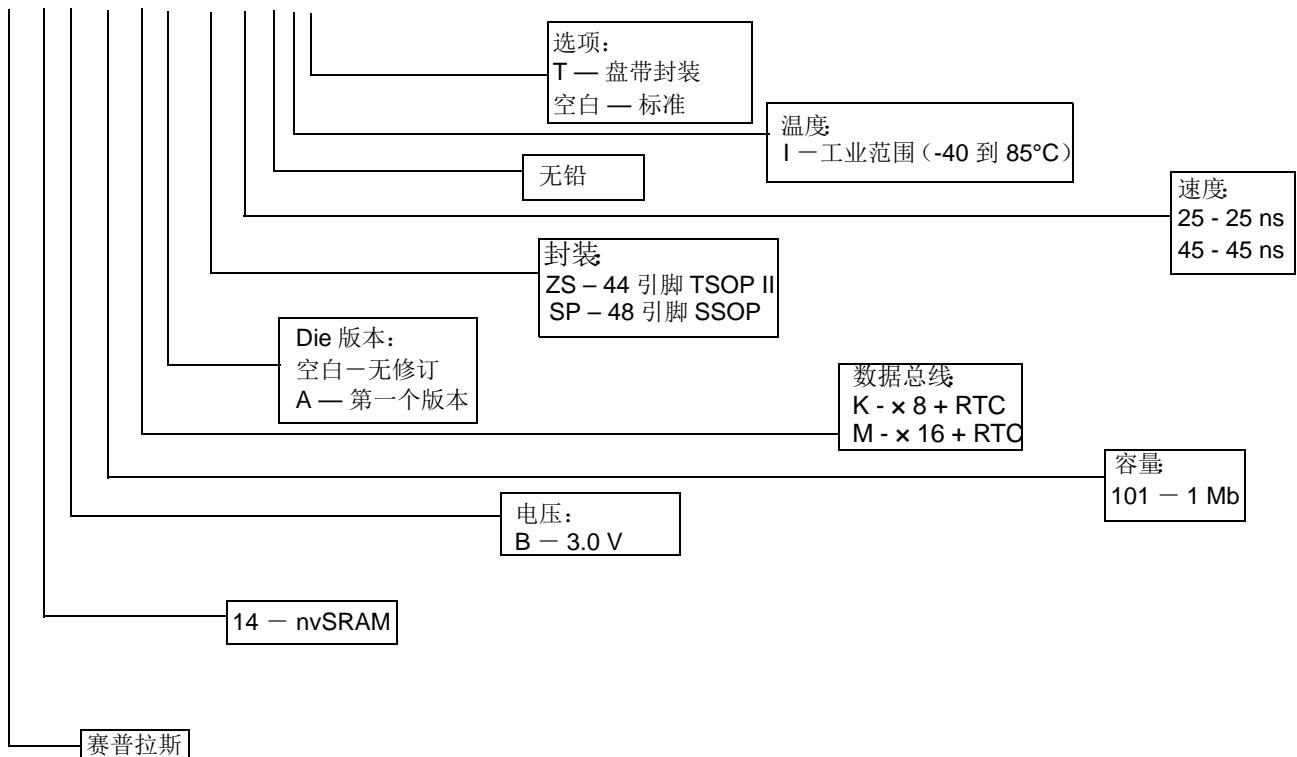 选项：
T — 盘带封装
空白 — 标准
温度:
I －工业范围（-40 到 85°C）
无铅
速度:
25 - 25 ns
45 - 45 ns
封装:
ZS – 44 引脚 TSOP II
SP – 48 引脚 SSOP
Die 版本：
空白－无修订
A — 第一个版本
数据总线:
K - × 8 + RTC
M - × 16 + RTC
容量:
101 － 1 Mb
电压：
B － 3.0 V
14 － nvSRAM
赛普拉斯